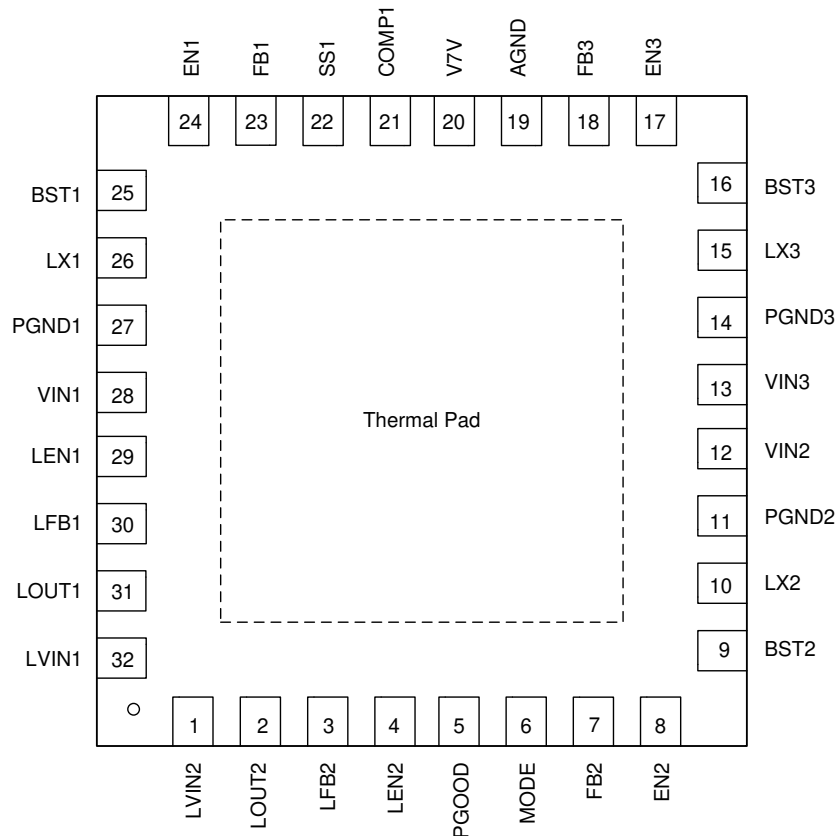 EN1 FB1 SS1 COMP1 V7V AGND FB3 EN3
24 23 22 21 20 19 18 17
BST1 25
LX1 26
PGND1 27
VIN1 28
LEN1 29
LFB1 30
LOUT1 31
LVIN1 32
Thermal Pad
16 BST3
15 LX3
14 PGND3
13 VIN3
12 VIN2
11 PGND2
10 LX2
9 BST2
1 2 3 4 5 6 7 8
LVIN2 LOUT2 LFB2 LEN2 PGOOD MODE FB2 EN2